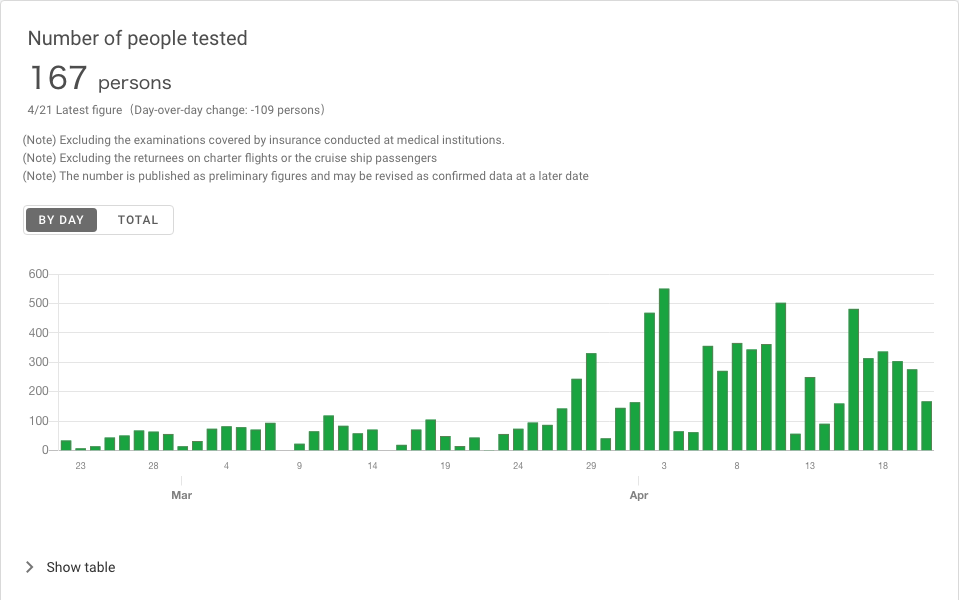 Number of people tested
167 persons
4/21 Latest figure（Day-over-day change: -109 persons）
(Note) Excluding the examinations covered by insurance conducted at medical institutions.
(Note) Excluding the returnees on charter flights or the cruise ship passengers
(Note) The number is published as preliminary figures and may be revised as confirmed data at a later date
BY DAY TOTAL
600
500
400
300
200
100
0
23 28 4 9 14 19 24 29 3 8 13 18
Mar Apr
Show table